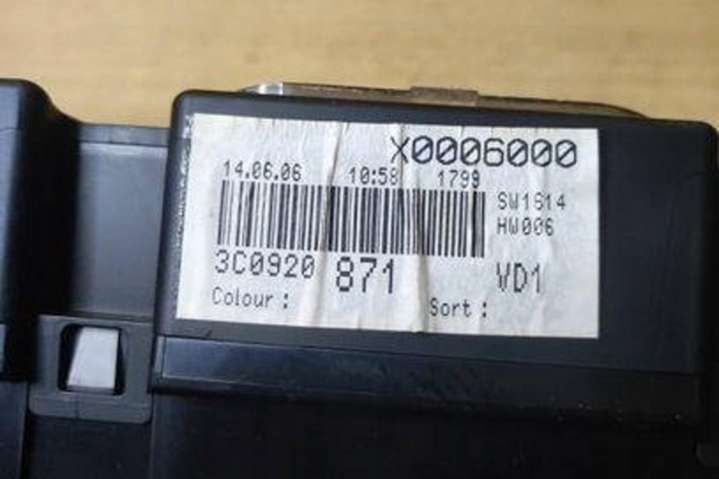 X0006000
14.06.06 10:58 1799
SW1614
HW006
3C0920 871 VD1
Colour : Sort :